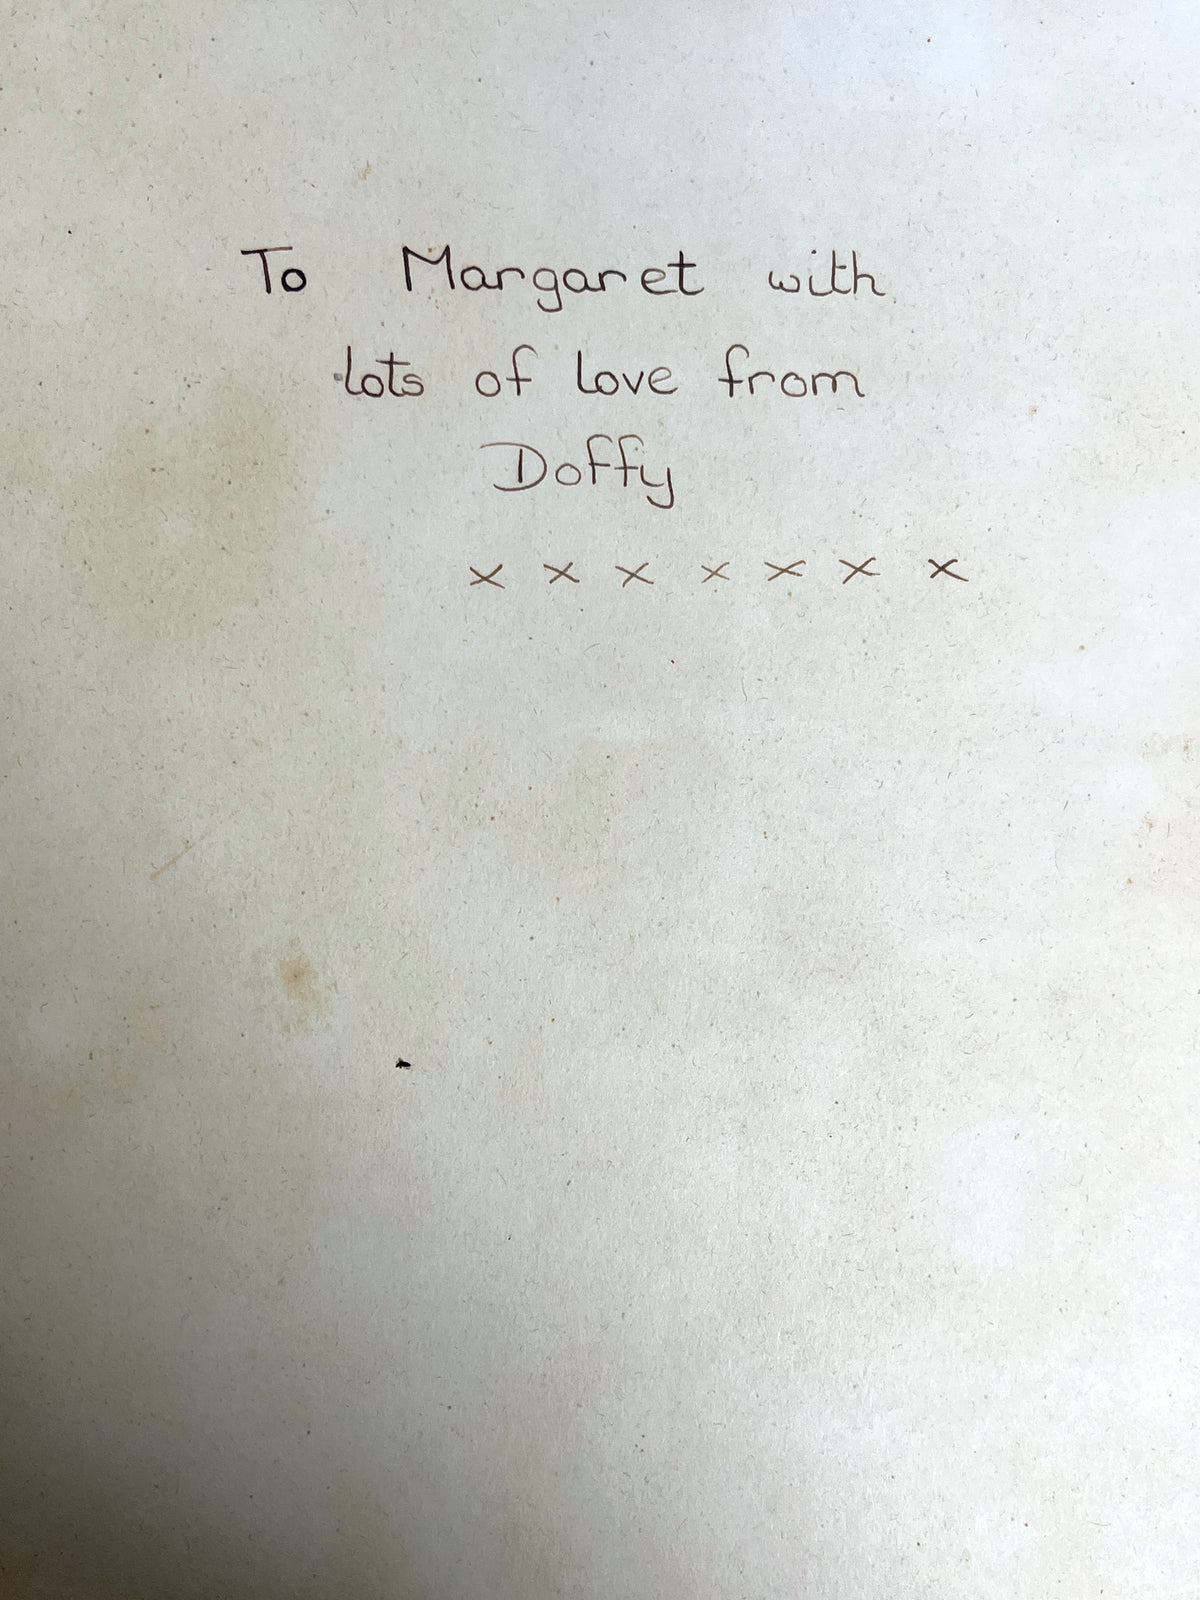 To Margaret with
lots of love from
Doffy
x x x x x x x